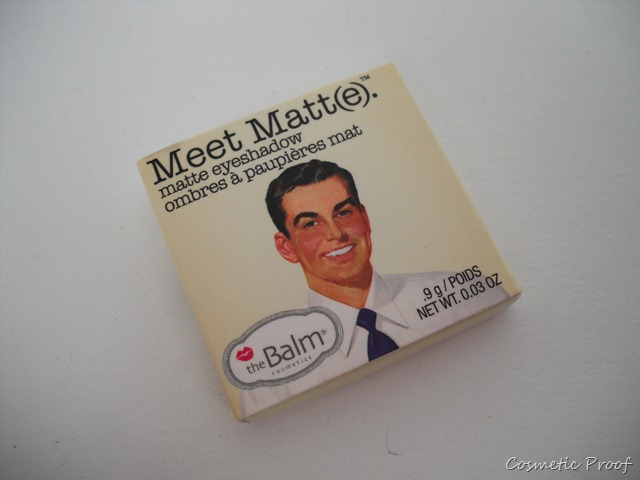 Meet Matt(e).™
matte eyeshadow
ombres à paupières mat
.9 g / POIDS
NET WT. 0.03 OZ
theBalm®
cosmetics
Cosmetic Proof